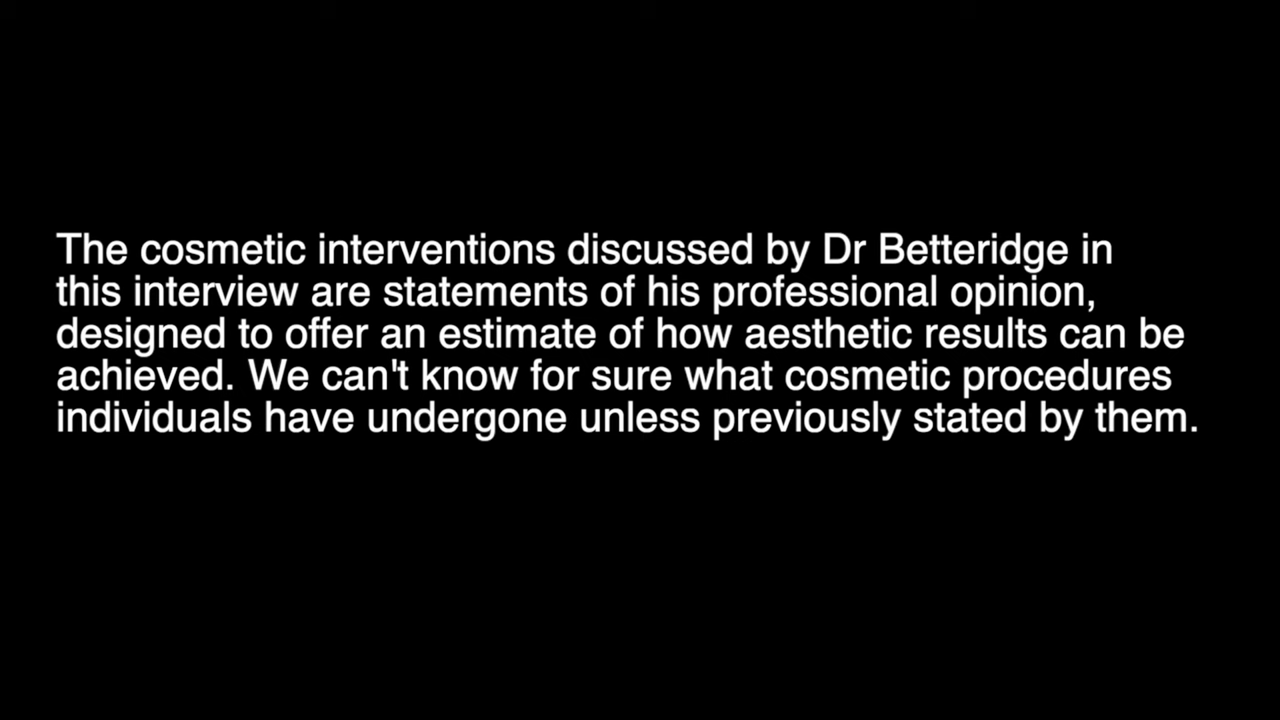 The cosmetic interventions discussed by Dr Betteridge in
this interview are statements of his professional opinion,
designed to offer an estimate of how aesthetic results can be
achieved. We can't know for sure what cosmetic procedures
individuals have undergone unless previously stated by them.